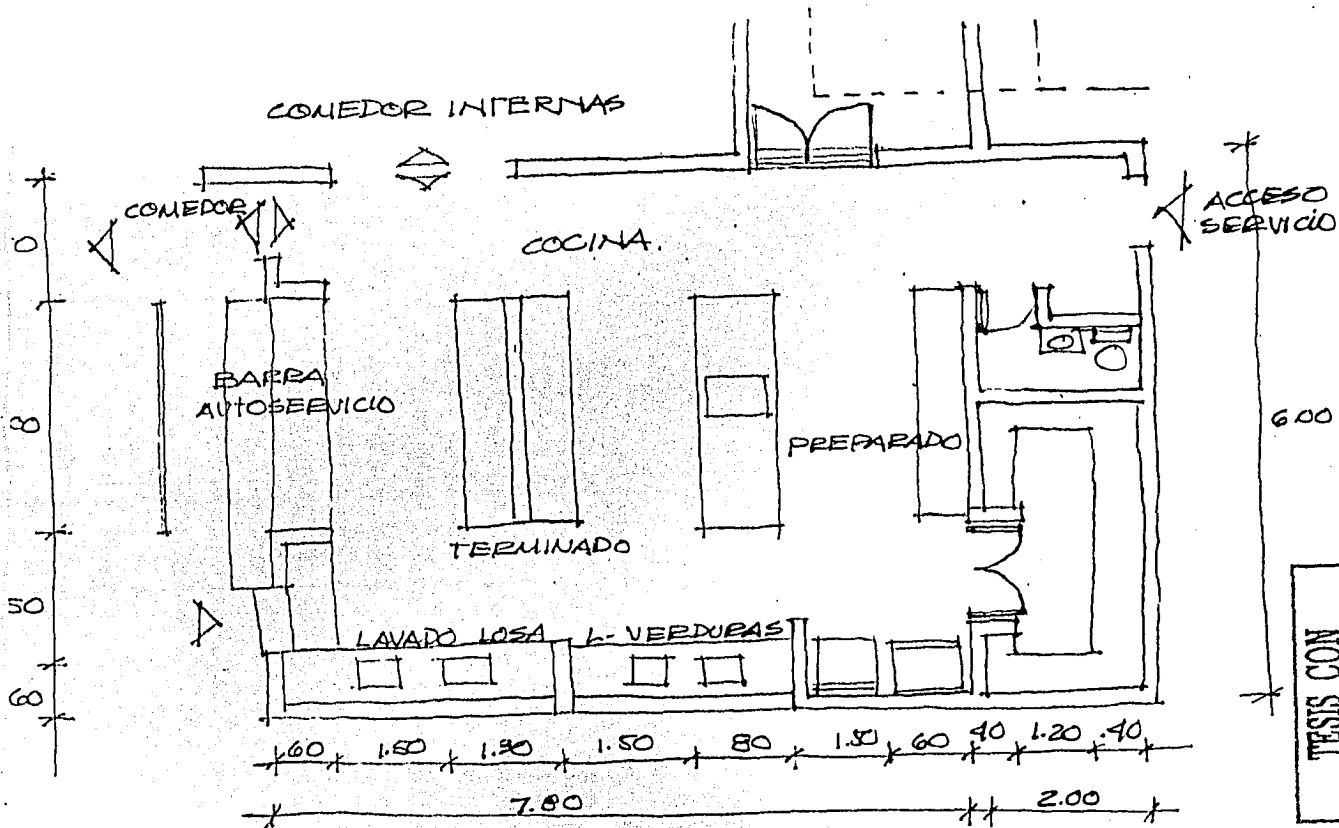 COMEDOR INTERNAS
COMEDOR
ACCESO
SERVICIO
COCINA.
BARRA
AUTOSERVICIO
PREPARADO
TERMINADO
LAVADO LOSA
L-VERDURAS
0
80
50
60
6.00
60 1.50 1.30 1.50 80 1.50 60 .40 1.20 .40
7.80 2.00
TESIS CON